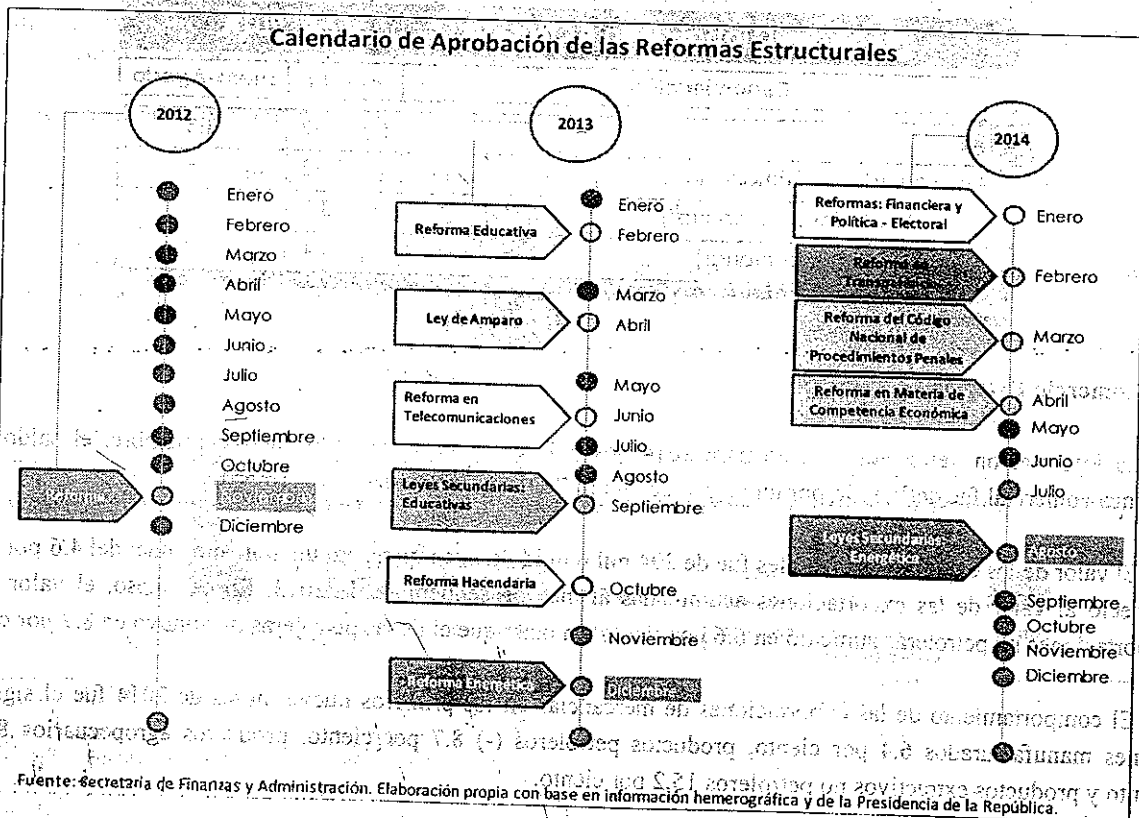 Calendario de Aprobación de las Reformas Estructurales
2012
Enero
Febrero
Marzo
Abril
Mayo
Junio
Julio
Agosto
Septiembre
Octubre
Reforma
Noviembre
Diciembre
2013
Enero
Reforma Educativa
Febrero
Marzo
Ley de Amparo
Abril
Mayo
Reforma en
Telecomunicaciones
Junio
Julio
Agosto
Leyes Secundarias:
Educativas
Septiembre
Reforma Hacendaria
Octubre
Noviembre
Reforma Energética
Diciembre
2014
Reformas: Financiera y
Política - Electoral
Enero
Reforma en
Transparencia
Febrero
Reforma del Código
Nacional de
Procedimientos Penales
Marzo
Reforma en Materia de
Competencia Económica
Abril
Mayo
Junio
Julio
Leyes Secundarias
Energética
Agosto
Septiembre
Octubre
Noviembre
Diciembre
Fuente: Secretaría de Finanzas y Administración. Elaboración propia con base en información hemerográfica y de la Presidencia de la República.